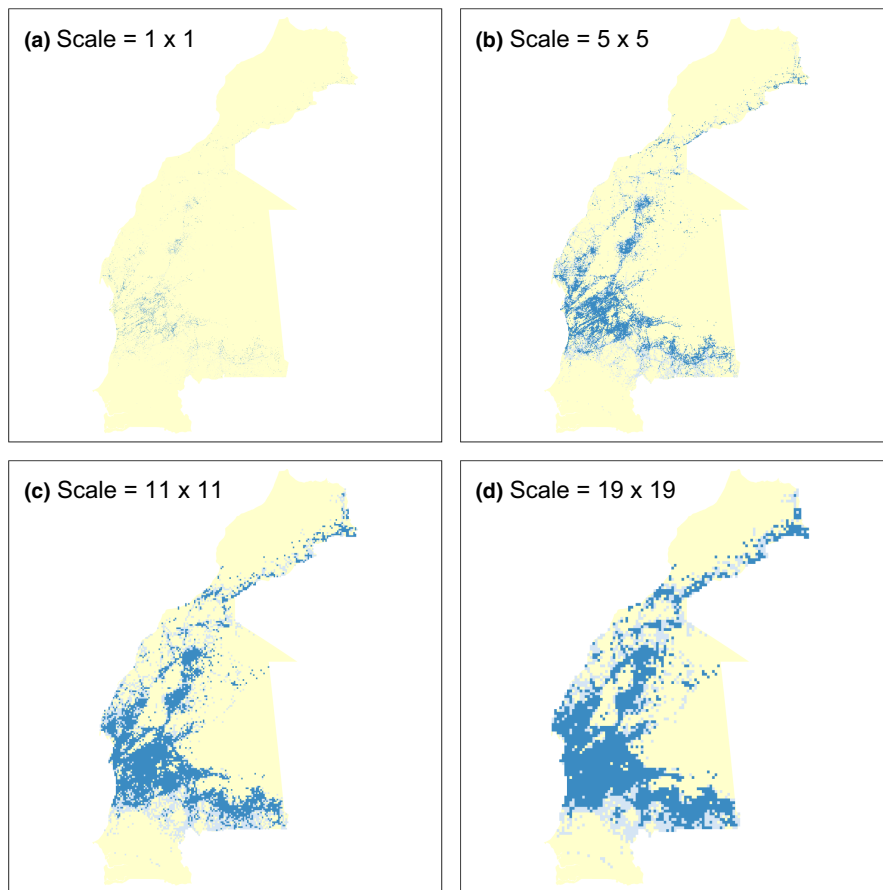 (a) Scale = 1 x 1
(b) Scale = 5 x 5
(c) Scale = 11 x 11
(d) Scale = 19 x 19